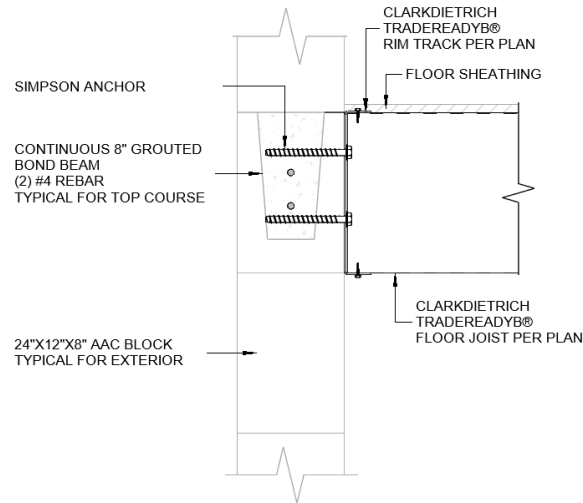 CLARKDIETRICH
TRADEREADYB®
RIM TRACK PER PLAN
FLOOR SHEATHING
SIMPSON ANCHOR
CONTINUOUS 8" GROUTED
BOND BEAM
(2) #4 REBAR
TYPICAL FOR TOP COURSE
CLARKDIETRICH
TRADEREADYB®
FLOOR JOIST PER PLAN
24"X12"X8" AAC BLOCK
TYPICAL FOR EXTERIOR